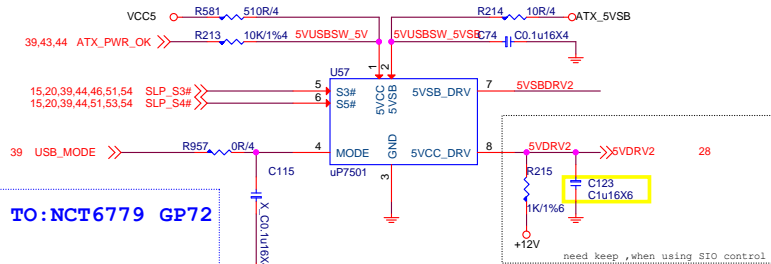 VCC5 R581 510R/4 R214 10R/4 ATX_5VSB
39,43,44 ATX_PWR_OK R213 10K/1%4 5VUSBSW_5V 5VUSBSW_5VSB C74 C0.1u16X4
1 2
U57
15,20,39,44,46,51,54 SLP_S3# 5 S3# 5VCC 5VSB 5VSB_DRV 7 5VSBDRV2
15,20,39,44,51,53,54 SLP_S4# 6 S5#
39 USB_MODE R957 0R/4 4 MODE GND 5VCC_DRV 8 5VDRV2 5VDRV2 28
uP7501
3
C115
X_C0.1u16X
R215
1K/1%6
C123
C1u16X6
+12V
TO:NCT6779 GP72
need keep ,when using SIO control